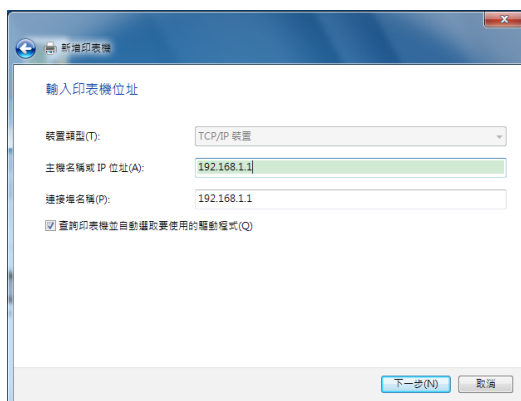 新增印表機
輸入印表機位址
裝置類型(T): TCP/IP 裝置
主機名稱或 IP 位址(A): 192.168.1.1
連接埠名稱(P): 192.168.1.1
查詢印表機並自動選取要使用的驅動程式(Q)
下一步(N) 取消